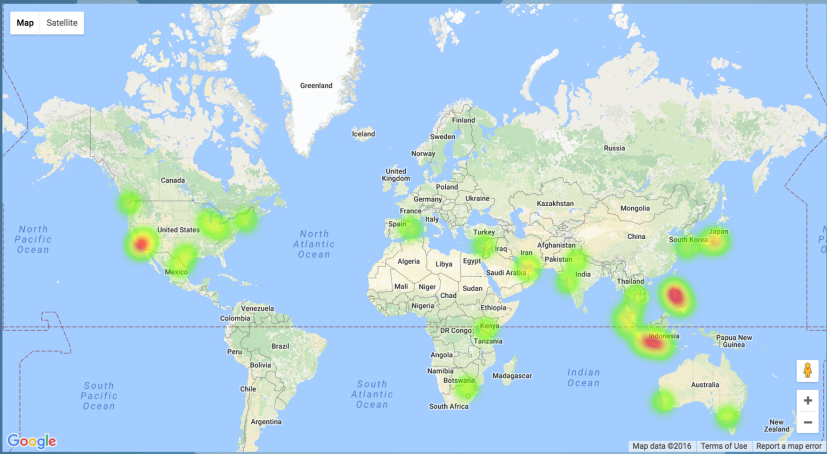 Map
Satellite
Greenland
Iceland
Finland
Sweden
Norway
Russia
Canada
United
Kingdom
Poland
Germany
Ukraine
Kazakhstan
Mongolia
France
Italy
Spain
North
Pacific
Ocean
United States
North
Atlantic
Ocean
Turkey
Iraq
Iran
Afghanistan
Pakistan
China
South Korea
Japan
Mexico
Algeria
Libya
Egypt
Saudi Arabia
India
Thailand
Mali
Niger
Chad
Sudan
Nigeria
Ethiopia
Venezuela
Colombia
DR Congo
Kenya
Tanzania
Indonesia
Papua New
Guinea
Peru
Brazil
Bolivia
Angola
Namibia
Botswana
Madagascar
Indian
Ocean
Chile
South
Pacific
Ocean
South
Atlantic
Ocean
South Africa
Australia
Argentina
New
Zealand
+
−
Google
Map data ©2016
Terms of Use
Report a map error